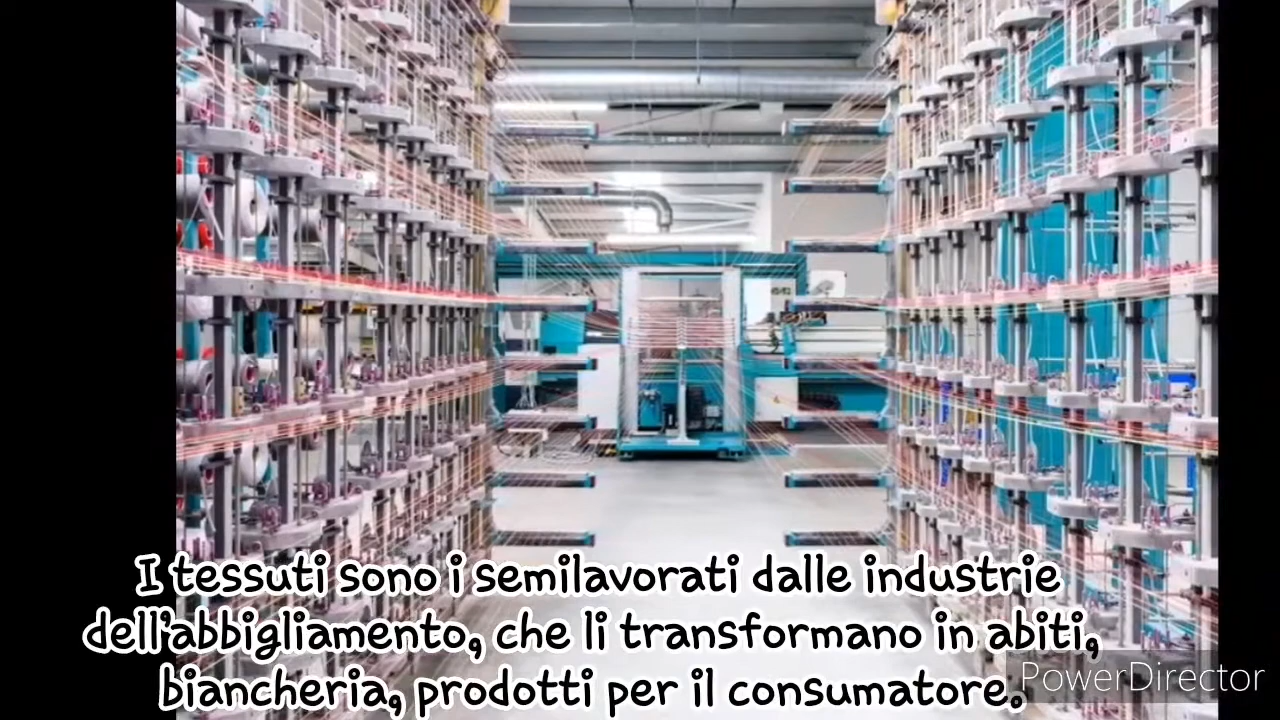 I tessuti sono i semilavorati dalle industrie
dell'abbigliamento, che li transformano in abiti,
biancheria, prodotti per il consumatore.
PowerDirector